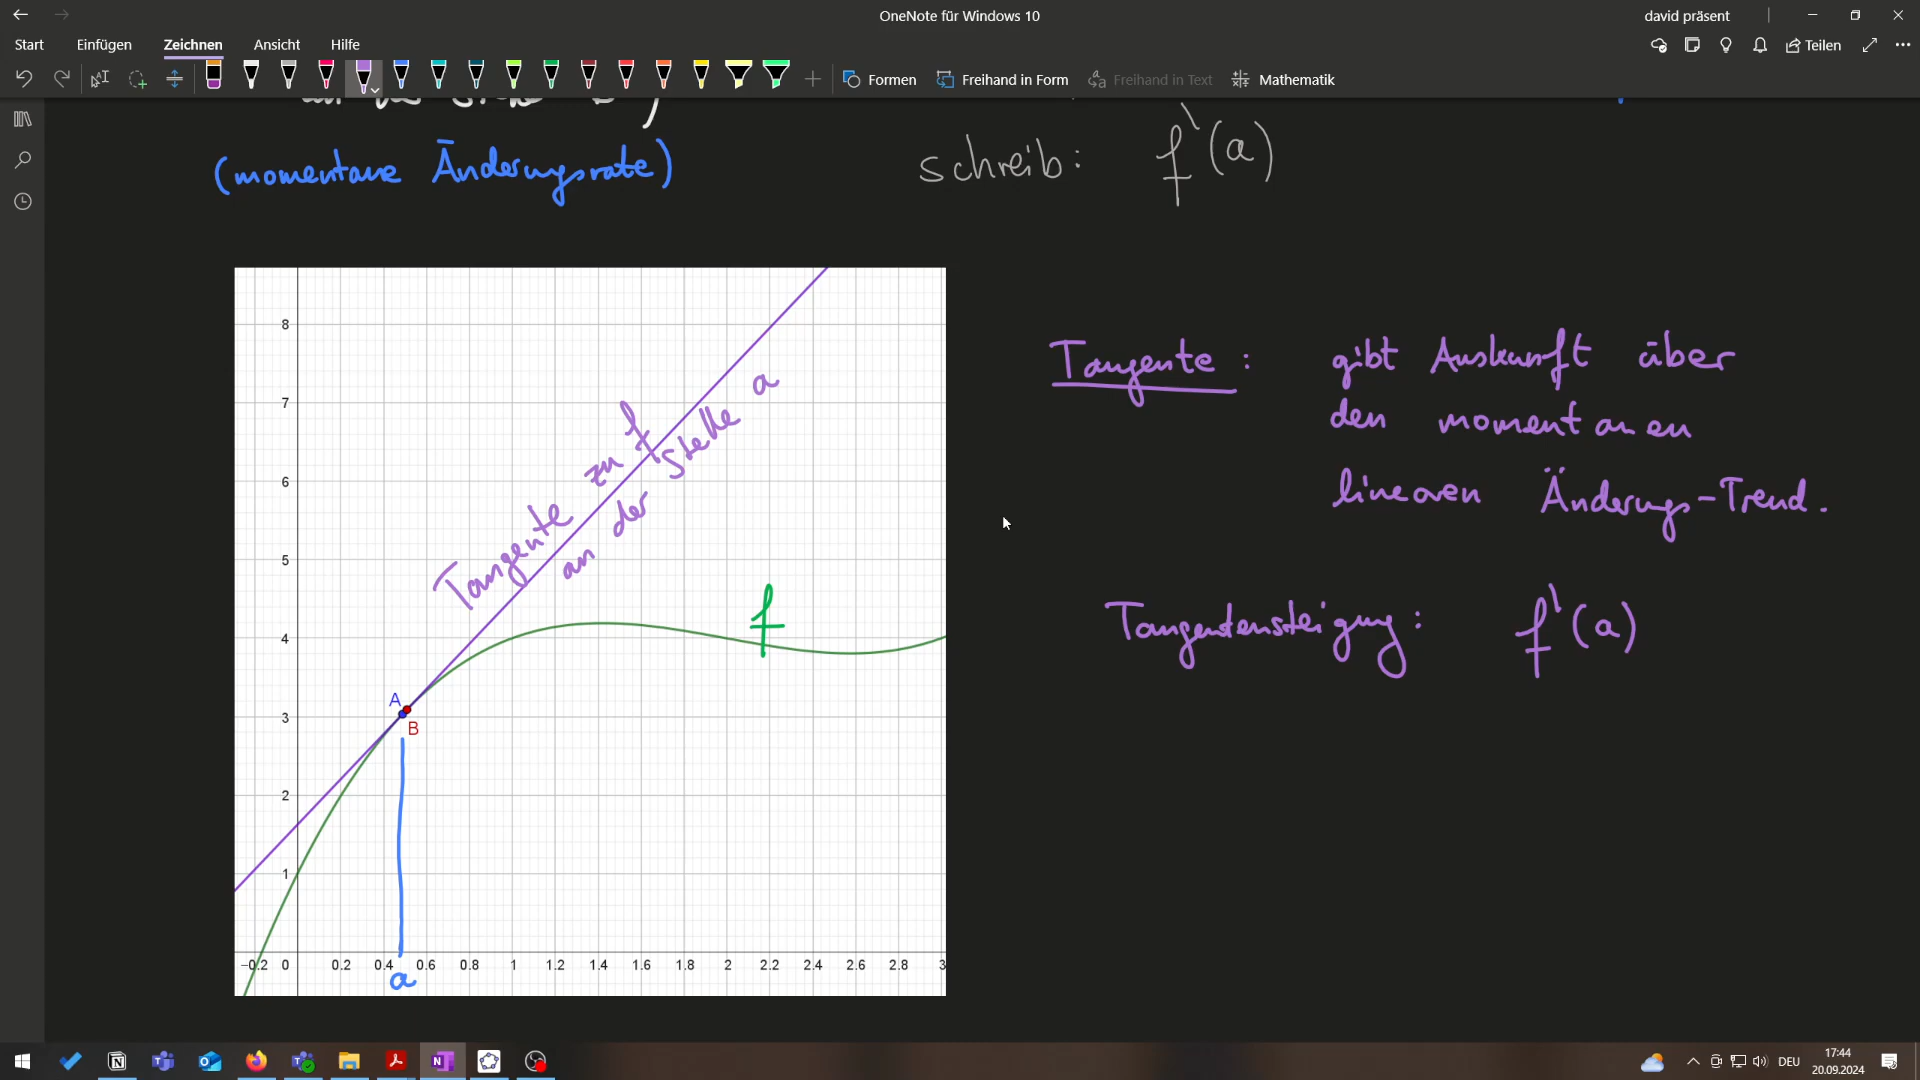 OneNote für Windows 10
david präsent
Start Einfügen Zeichnen Ansicht Hilfe
Teilen
Formen Freihand in Form Freihand in Text Mathematik
(momentane Änderungsrate)
schreib: f'(a)
8
7
6
5
4
3
2
1
-0.2 0 0.2 0.4 0.6 0.8 1 1.2 1.4 1.6 1.8 2 2.2 2.4 2.6 2.8 3
Tangente zu f
an der Stelle a
f
A
B
a
Tangente: gibt Auskunft über
den momentanen
linearen Änderungs-Trend.
Tangentensteigung: f'(a)
DEU
17:44
20.09.2024